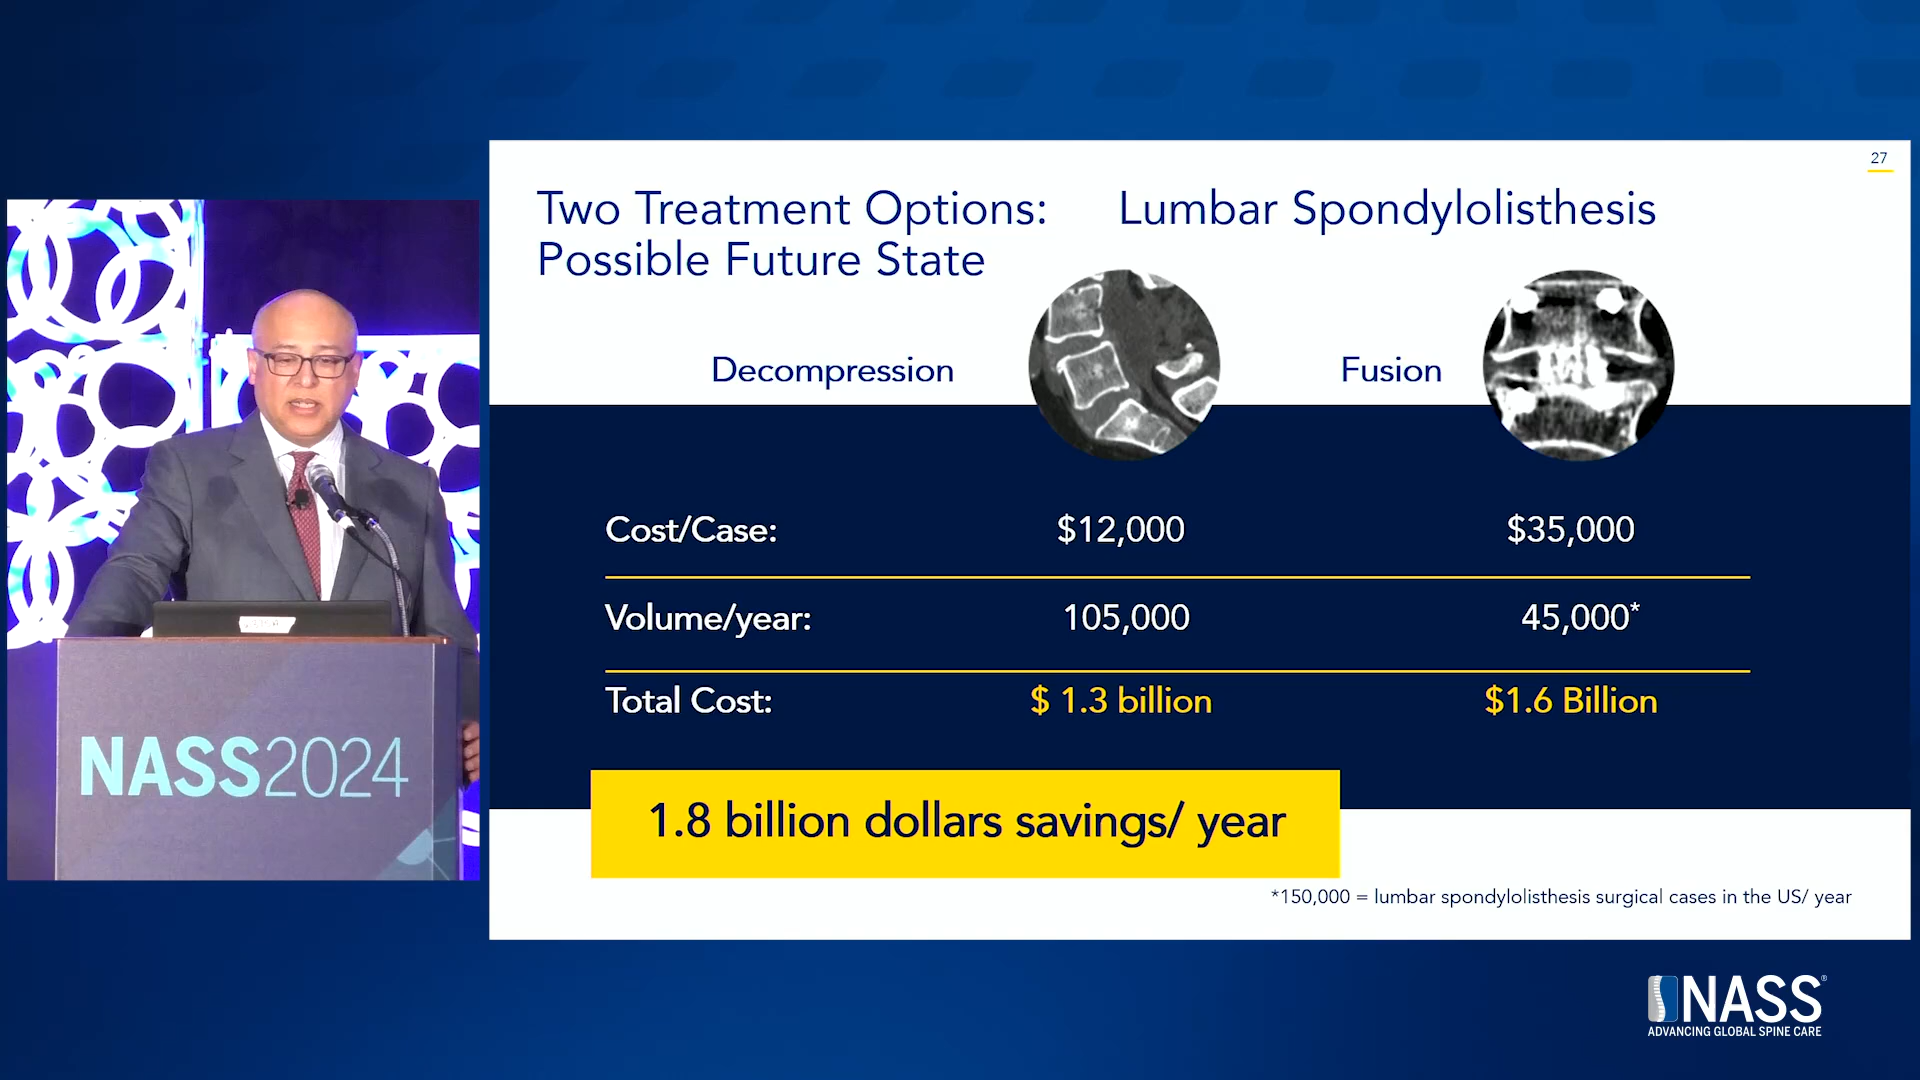 27
Two Treatment Options: Lumbar Spondylolisthesis
Possible Future State
Decompression Fusion
Cost/Case: $12,000 $35,000
Volume/year: 105,000 45,000*
Total Cost: $ 1.3 billion $1.6 Billion
1.8 billion dollars savings/ year
*150,000 = lumbar spondylolisthesis surgical cases in the US/ year
NASS2024
NASS®
ADVANCING GLOBAL SPINE CARE